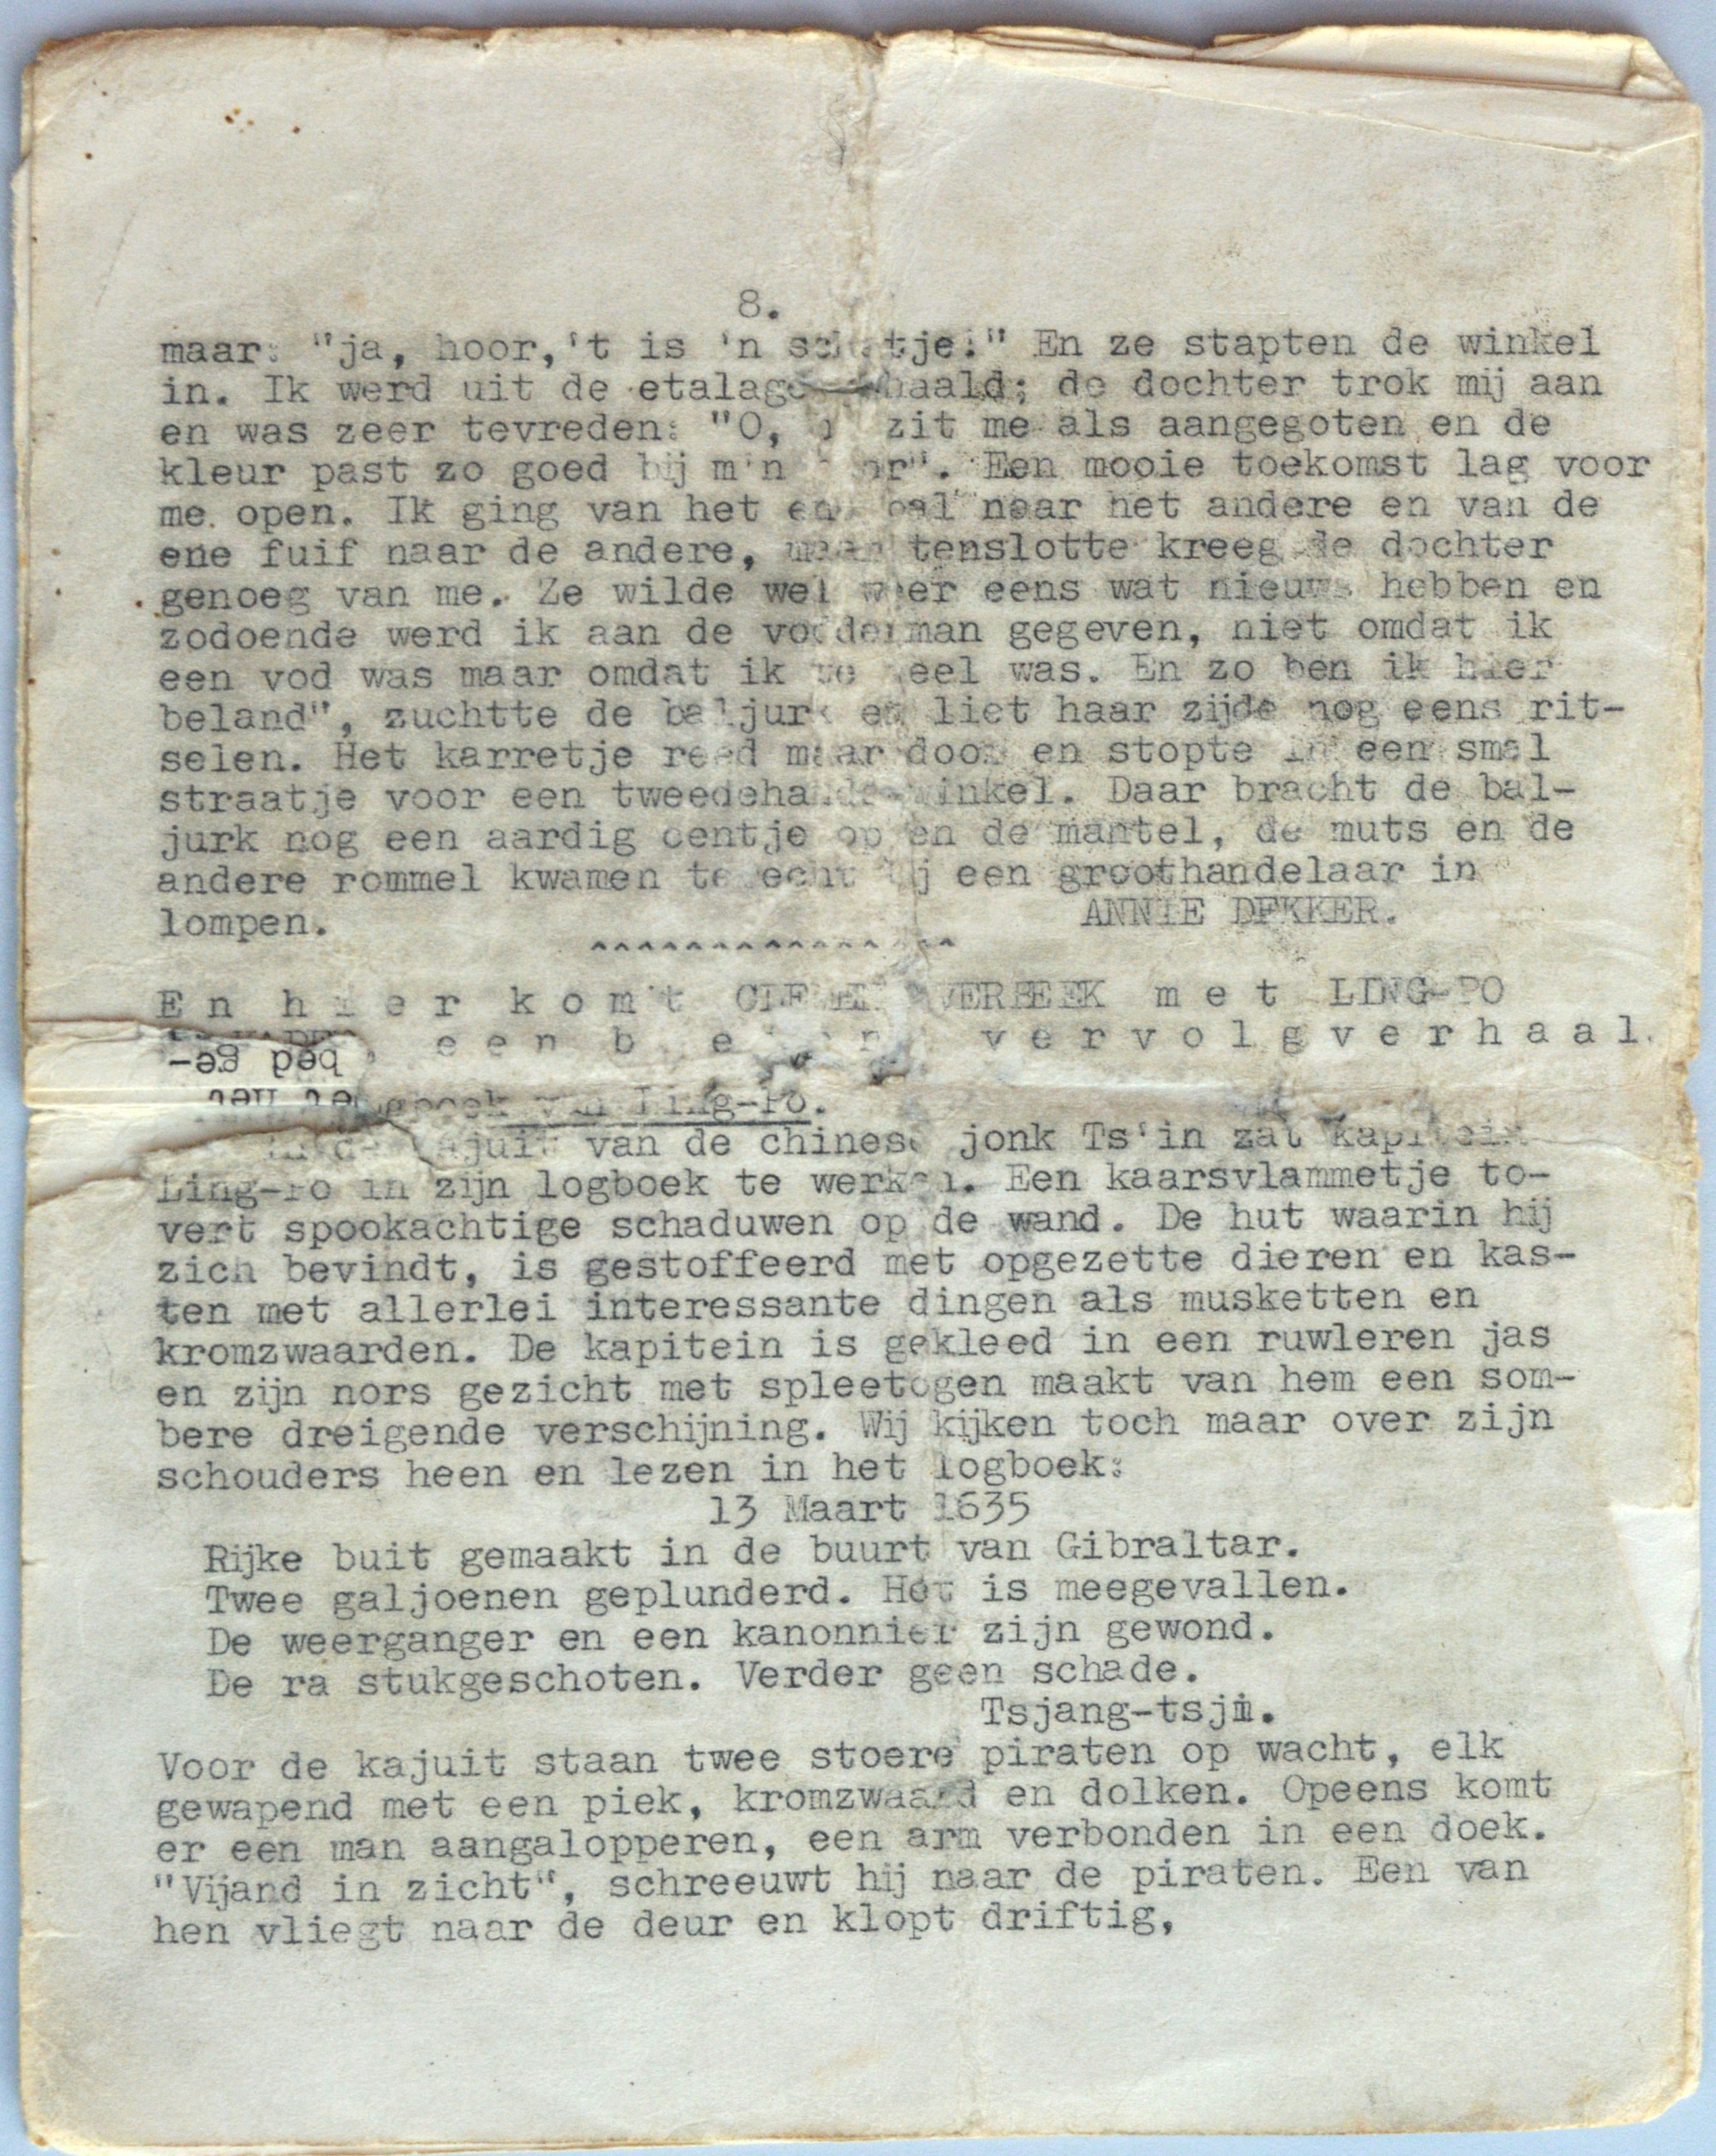 8.
maar: "ja, hoor,'t is 'n schatje!" En ze stapten de winkel
in. Ik werd uit de etalage gehaald; de dochter trok mij aan
en was zeer tevreden: "O, zit me als aangegoten en de
kleur past zo goed bij m'n haar". Een mooie toekomst lag voor
me open. Ik ging van het ene bal naar het andere en van de
ene fuif naar de andere, maar tenslotte kreeg de dochter
genoeg van me. Ze wilde wel weer eens wat nieuws hebben en
zodoende werd ik aan de voddenman gegeven, niet omdat ik
een vod was maar omdat ik te heel was. En zo ben ik hier
beland", zuchtte de baljurk en liet haar zijde nog eens rit-
selen. Het karretje reed maar door en stopte in een smal
straatje voor een tweedehands-winkel. Daar bracht de bal-
jurk nog een aardig centje op en de mantel, de muts en de
andere rommel kwamen terecht bij een groothandelaar in
lompen. ANNIE DEKKER.
^^^^^^^^^^^^^^^
En hier komt VERBEEK met LING-PO
een vervolgverhaal.
bed ge-
het
van Ling-Po.
In de kajuit van de chinese jonk Ts'in zat kapitein
Ling-Po in zijn logboek te werken. Een kaarsvlammetje to-
vert spookachtige schaduwen op de wand. De hut waarin hij
zich bevindt, is gestoffeerd met opgezette dieren en kas-
ten met allerlei interessante dingen als musketten en
kromzwaarden. De kapitein is gekleed in een ruwleren jas
en zijn nors gezicht met spleetogen maakt van hem een som-
bere dreigende verschijning. Wij kijken toch maar over zijn
schouders heen en lezen in het logboek:
13 Maart 1635
Rijke buit gemaakt in de buurt van Gibraltar.
Twee galjoenen geplunderd. Het is meegevallen.
De weerganger en een kanonnier zijn gewond.
De ra stukgeschoten. Verder geen schade.
Tsjang-tsjin.
Voor de kajuit staan twee stoere piraten op wacht, elk
gewapend met een piek, kromzwaard en dolken. Opeens komt
er een man aangalopperen, een arm verbonden in een doek.
"Vijand in zicht", schreeuwt hij naar de piraten. Een van
hen vliegt naar de deur en klopt driftig,